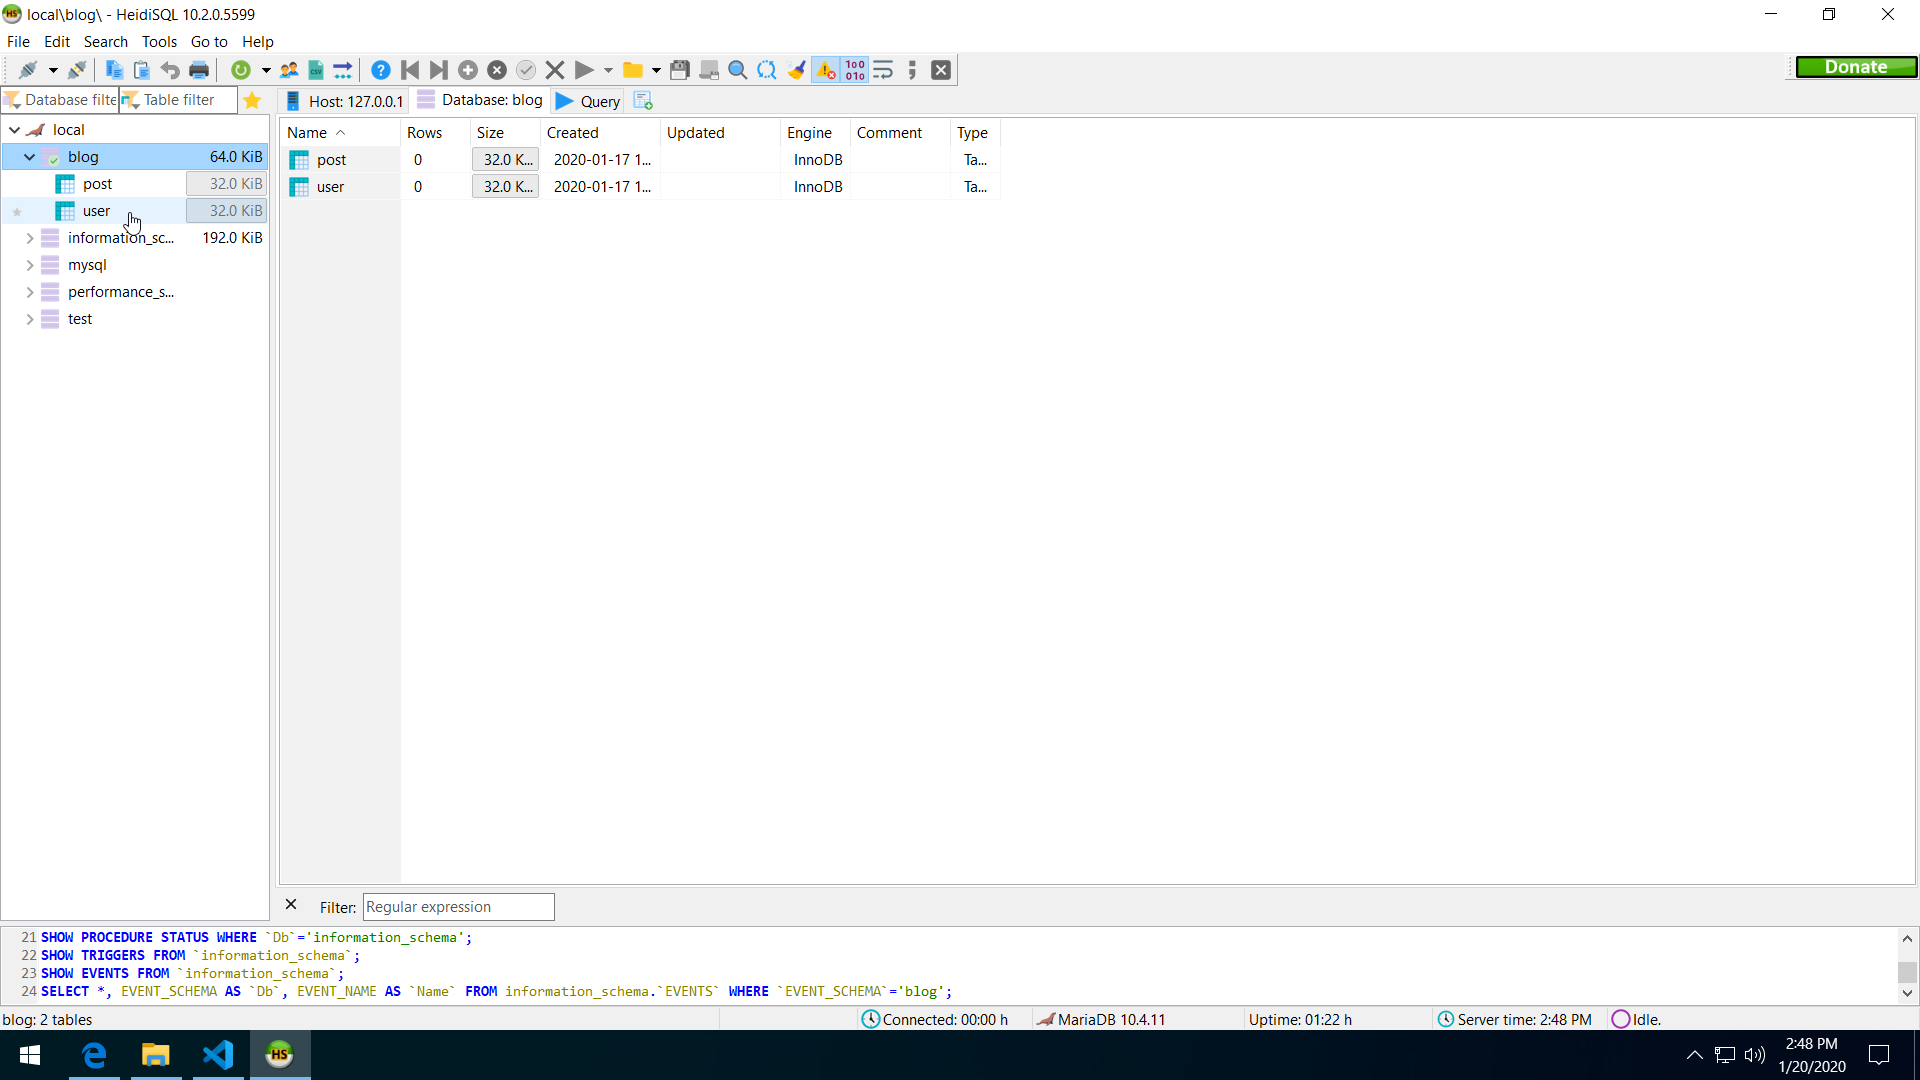 local\blog\ - HeidiSQL 10.2.0.5599
File Edit Search Tools Go to Help
Donate
Database filte Table filter
Host: 127.0.0.1 Database: blog Query
local
blog 64.0 KiB
post 32.0 KiB
user 32.0 KiB
information_sc... 192.0 KiB
mysql
performance_s...
test
Name Rows Size Created Updated Engine Comment Type
post 0 32.0 K... 2020-01-17 1... InnoDB Ta...
user 0 32.0 K... 2020-01-17 1... InnoDB Ta...
Filter: Regular expression
21 SHOW PROCEDURE STATUS WHERE `Db`='information_schema';
22 SHOW TRIGGERS FROM `information_schema`;
23 SHOW EVENTS FROM `information_schema`;
24 SELECT *, EVENT_SCHEMA AS `Db`, EVENT_NAME AS `Name` FROM information_schema.`EVENTS` WHERE `EVENT_SCHEMA`='blog';
blog: 2 tables Connected: 00:00 h MariaDB 10.4.11 Uptime: 01:22 h Server time: 2:48 PM Idle.
HS
2:48 PM
1/20/2020